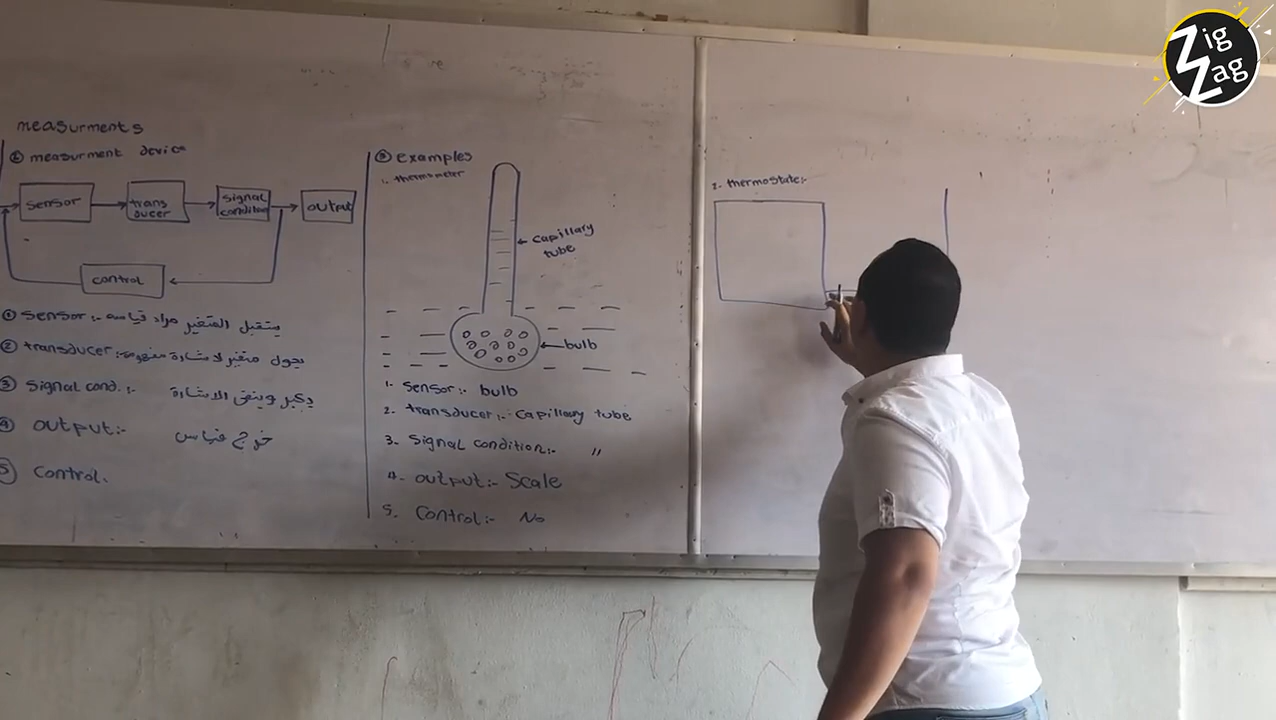 measurments
① measurment device
sensor
trans
ducer
signal
condition
output
control
① sensor:- يستقبل المتغير مراد قياسه
② transducer:- يحول متغير لاشارة مفهومة
③ Signal cond. :- يكبر وينقي الاشارة
④ output:- خرج قياس
⑤ Control.
② examples
1. thermometer
capillary
tube
bulb
1. sensor:- bulb
2. transducer:- Capillary tube
3. Signal condition:- "
4. output:- Scale
5. Control:- No
2. thermostate:-
Zig
Zag